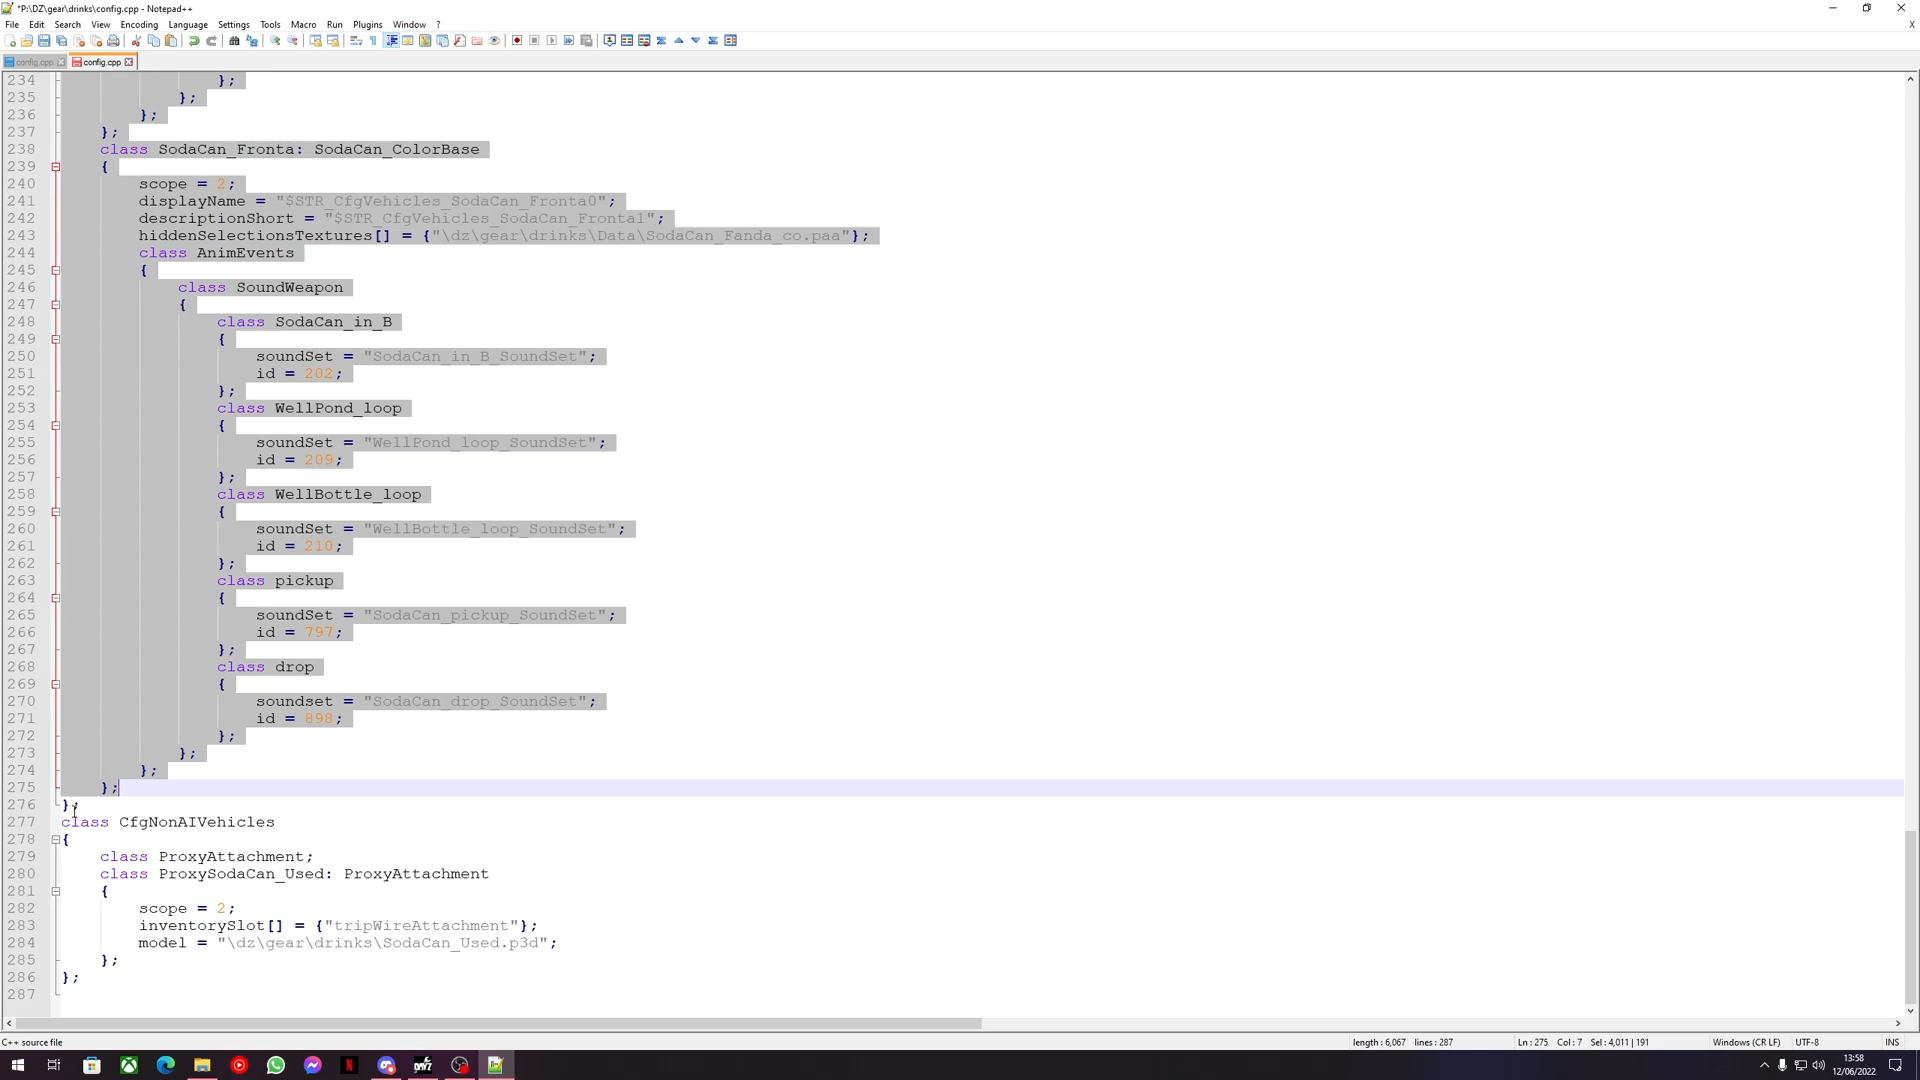 *P:\DZ\gear\drinks\config.cpp - Notepad++
File Edit Search View Encoding Language Settings Tools Macro Run Plugins Window ?
X
config.cpp config.cpp
234 };
235 };
236 };
237 };
238 class SodaCan_Fronta: SodaCan_ColorBase
239 {
240 scope = 2;
241 displayName = "$STR_CfgVehicles_SodaCan_Fronta0";
242 descriptionShort = "$STR_CfgVehicles_SodaCan_Fronta1";
243 hiddenSelectionsTextures[] = {"\dz\gear\drinks\Data\SodaCan_Fanda_co.paa"};
244 class AnimEvents
245 {
246 class SoundWeapon
247 {
248 class SodaCan_in_B
249 {
250 soundSet = "SodaCan_in_B_SoundSet";
251 id = 202;
252 };
253 class WellPond_loop
254 {
255 soundSet = "WellPond_loop_SoundSet";
256 id = 209;
257 };
258 class WellBottle_loop
259 {
260 soundSet = "WellBottle_loop_SoundSet";
261 id = 210;
262 };
263 class pickup
264 {
265 soundSet = "SodaCan_pickup_SoundSet";
266 id = 797;
267 };
268 class drop
269 {
270 soundset = "SodaCan_drop_SoundSet";
271 id = 898;
272 };
273 };
274 };
275 };
276 };
277 class CfgNonAIVehicles
278 {
279 class ProxyAttachment;
280 class ProxySodaCan_Used: ProxyAttachment
281 {
282 scope = 2;
283 inventorySlot[] = {"tripWireAttachment"};
284 model = "\dz\gear\drinks\SodaCan_Used.p3d";
285 };
286 };
287
C++ source file length : 6,067 lines : 287 Ln : 275 Col : 7 Sel : 4,011 | 191 Windows (CR LF) UTF-8 INS
13:58
12/06/2022